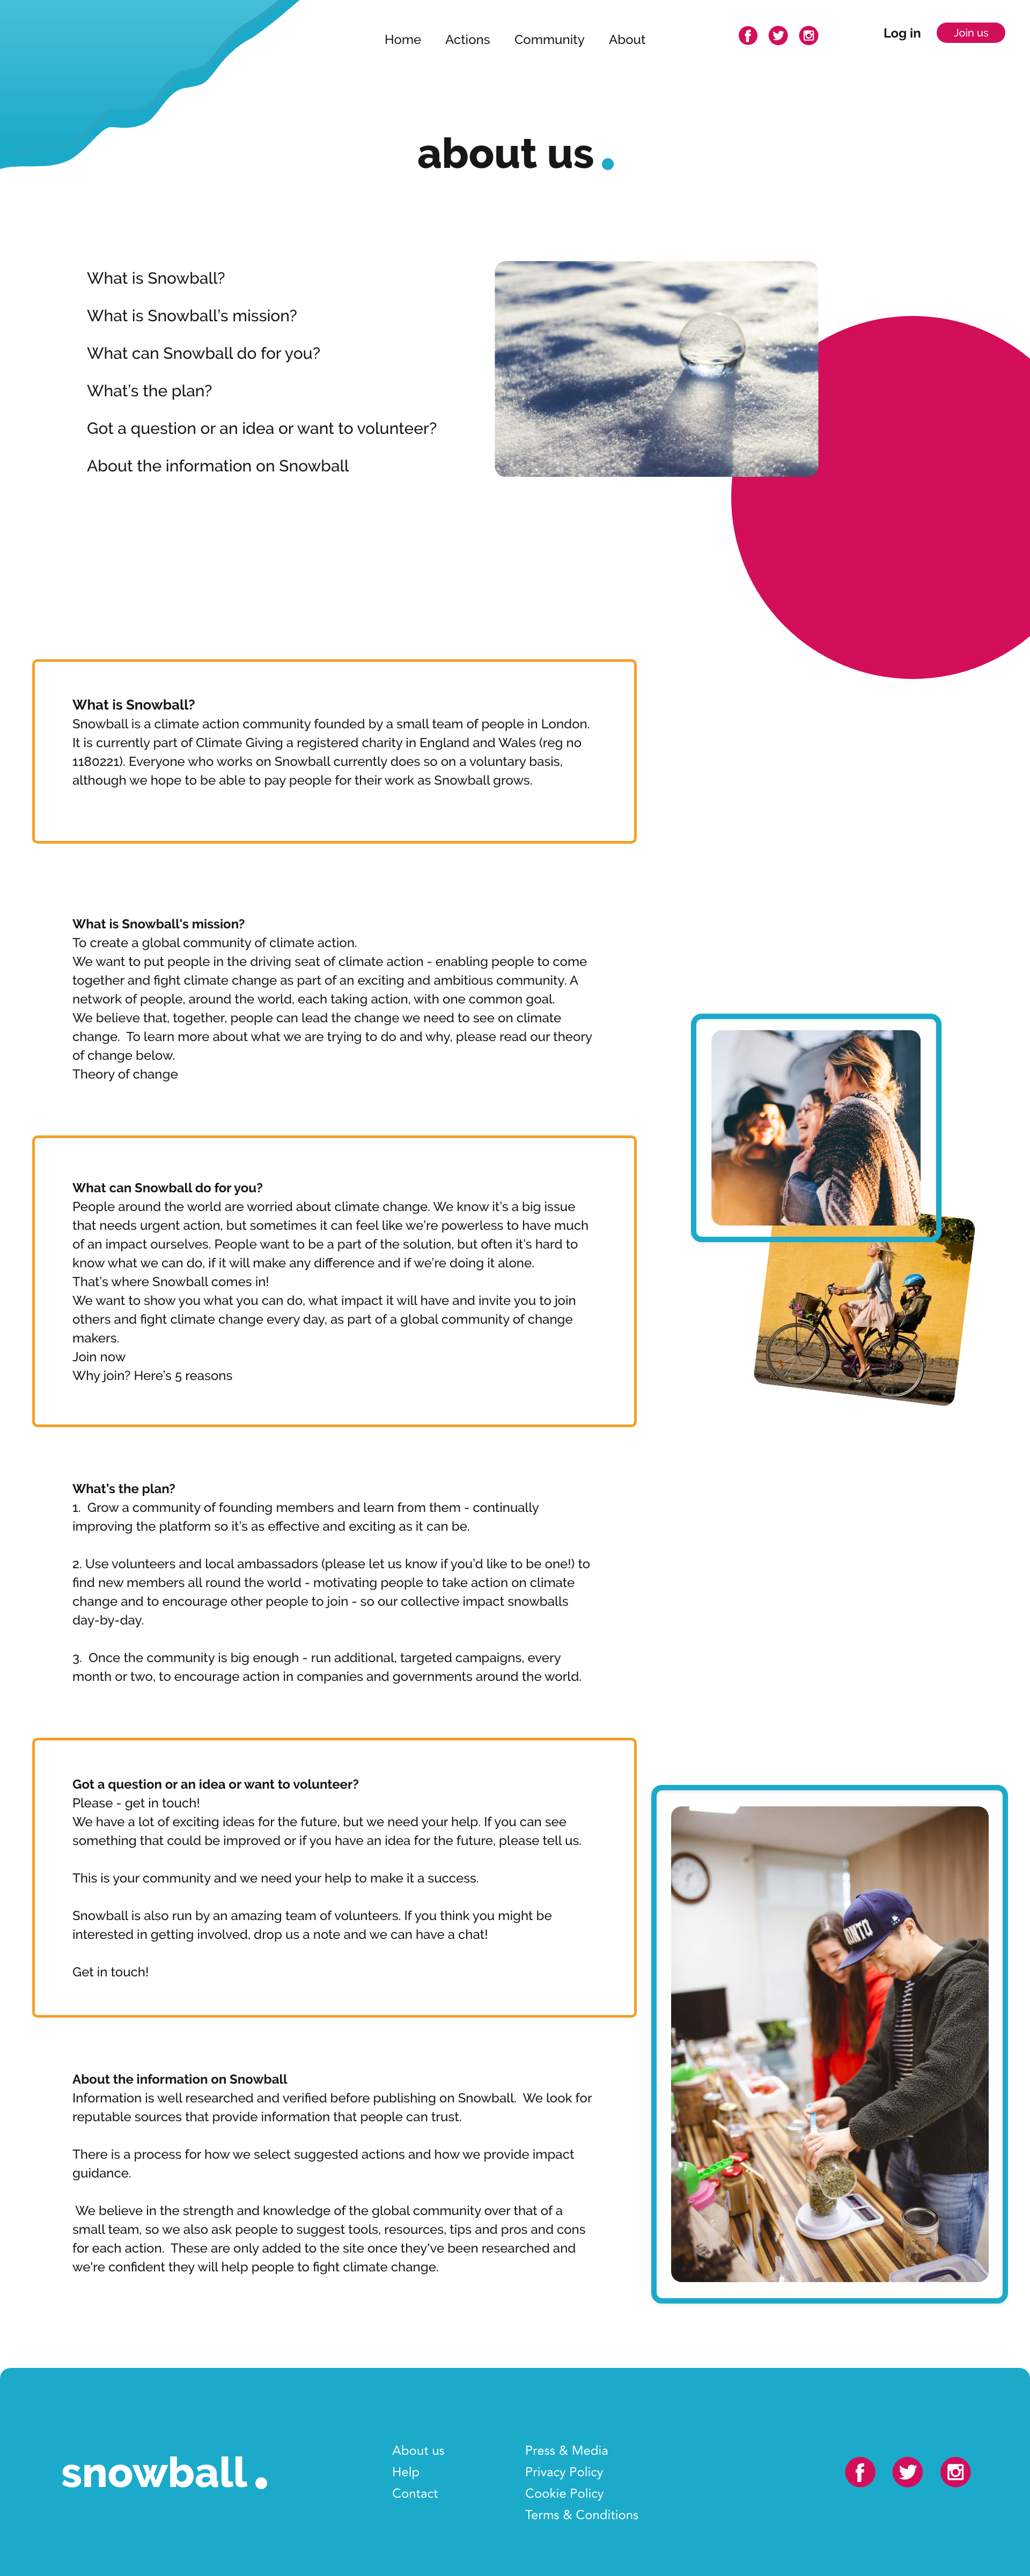 Home Actions Community About Log in Join us
about us.
What is Snowball?
What is Snowball's mission?
What can Snowball do for you?
What's the plan?
Got a question or an idea or want to volunteer?
About the information on Snowball
What is Snowball?
Snowball is a climate action community founded by a small team of people in London.
It is currently part of Climate Giving a registered charity in England and Wales (reg no
1180221). Everyone who works on Snowball currently does so on a voluntary basis,
although we hope to be able to pay people for their work as Snowball grows.
What is Snowball's mission?
To create a global community of climate action.
We want to put people in the driving seat of climate action - enabling people to come
together and fight climate change as part of an exciting and ambitious community. A
network of people, around the world, each taking action, with one common goal.
We believe that, together, people can lead the change we need to see on climate
change.  To learn more about what we are trying to do and why, please read our theory
of change below.
Theory of change
What can Snowball do for you?
People around the world are worried about climate change. We know it's a big issue
that needs urgent action, but sometimes it can feel like we're powerless to have much
of an impact ourselves. People want to be a part of the solution, but often it's hard to
know what we can do, if it will make any difference and if we're doing it alone.
That's where Snowball comes in!
We want to show you what you can do, what impact it will have and invite you to join
others and fight climate change every day, as part of a global community of change
makers.
Join now
Why join? Here's 5 reasons
What's the plan?
1.  Grow a community of founding members and learn from them - continually
improving the platform so it's as effective and exciting as it can be.
2. Use volunteers and local ambassadors (please let us know if you'd like to be one!) to
find new members all round the world - motivating people to take action on climate
change and to encourage other people to join - so our collective impact snowballs
day-by-day.
3.  Once the community is big enough - run additional, targeted campaigns, every
month or two, to encourage action in companies and governments around the world.
Got a question or an idea or want to volunteer?
Please - get in touch!
We have a lot of exciting ideas for the future, but we need your help. If you can see
something that could be improved or if you have an idea for the future, please tell us.
This is your community and we need your help to make it a success.
Snowball is also run by an amazing team of volunteers. If you think you might be
interested in getting involved, drop us a note and we can have a chat!
Get in touch!
About the information on Snowball
Information is well researched and verified before publishing on Snowball.  We look for
reputable sources that provide information that people can trust.
There is a process for how we select suggested actions and how we provide impact
guidance.
We believe in the strength and knowledge of the global community over that of a
small team, so we also ask people to suggest tools, resources, tips and pros and cons
for each action.  These are only added to the site once they've been researched and
we're confident they will help people to fight climate change.
snowball.
About us
Help
Contact
Press & Media
Privacy Policy
Cookie Policy
Terms & Conditions